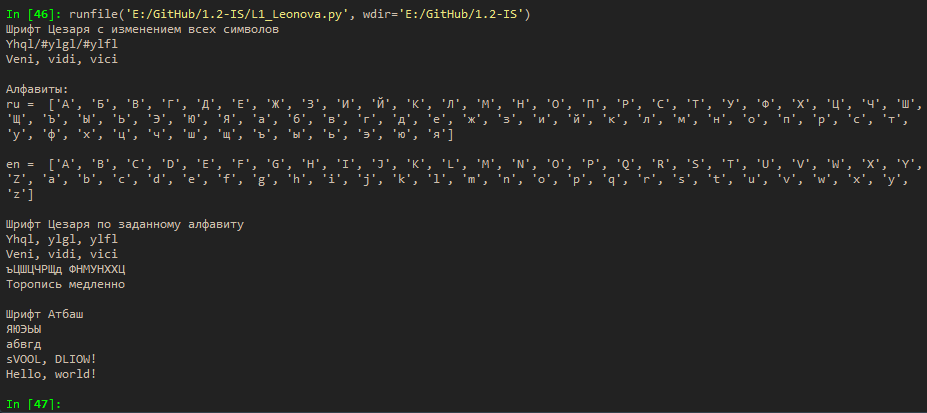 In [46]: runfile('E:/GitHub/1.2-IS/L1_Leonova.py', wdir='E:/GitHub/1.2-IS')
Шрифт Цезаря с изменением всех символов
Yhql/#ylgl/#ylfl
Veni, vidi, vici
Алфавиты:
ru =  ['А', 'Б', 'В', 'Г', 'Д', 'Е', 'Ж', 'З', 'И', 'Й', 'К', 'Л', 'М', 'Н', 'О', 'П', 'Р', 'С', 'Т', 'У', 'Ф', 'Х', 'Ц', 'Ч', 'Ш',
'Щ', 'Ъ', 'Ы', 'Ь', 'Э', 'Ю', 'Я', 'а', 'б', 'в', 'г', 'д', 'е', 'ж', 'з', 'и', 'й', 'к', 'л', 'м', 'н', 'о', 'п', 'р', 'с', 'т',
'у', 'ф', 'х', 'ц', 'ч', 'ш', 'щ', 'ъ', 'ы', 'ь', 'э', 'ю', 'я']
en =  ['A', 'B', 'C', 'D', 'E', 'F', 'G', 'H', 'I', 'J', 'K', 'L', 'M', 'N', 'O', 'P', 'Q', 'R', 'S', 'T', 'U', 'V', 'W', 'X', 'Y',
'Z', 'a', 'b', 'c', 'd', 'e', 'f', 'g', 'h', 'i', 'j', 'k', 'l', 'm', 'n', 'o', 'p', 'q', 'r', 's', 't', 'u', 'v', 'w', 'x', 'y',
'z']
Шрифт Цезаря по заданному алфавиту
Yhql, ylgl, ylfl
Veni, vidi, vici
ъЦШЦЧРЩд ФНМУНХХЦ
Торопись медленно
Шрифт Атбаш
ЯЮЭЬЫ
абвгд
sVOOL, DLIOW!
Hello, world!
In [47]: